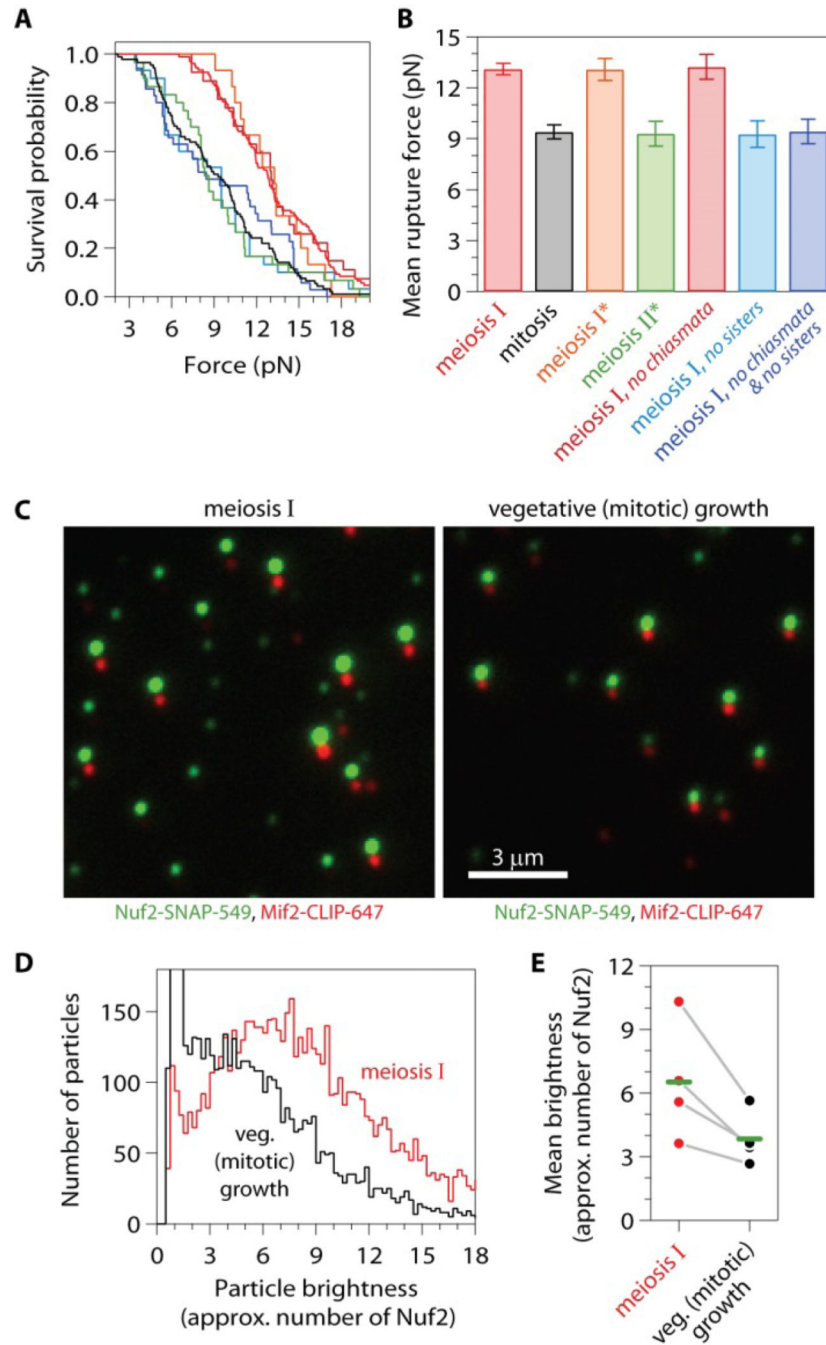 A
1.0
0.8
0.6
0.4
0.2
0.0
Survival probability
3 6 9 12 15 18
Force (pN)
B
15
12
9
6
3
0
Mean rupture force (pN)
meiosis I
mitosis
meiosis I*
meiosis II*
meiosis I, no chiasmata
meiosis I, no sisters
meiosis I, no chiasmata
& no sisters
C
meiosis I
vegetative (mitotic) growth
3 μm
Nuf2-SNAP-549, Mif2-CLIP-647
Nuf2-SNAP-549, Mif2-CLIP-647
D
150
100
50
0
Number of particles
meiosis I
veg.
(mitotic)
growth
0 3 6 9 12 15 18
Particle brightness
(approx. number of Nuf2)
E
12
9
6
3
0
Mean brightness
(approx. number of Nuf2)
meiosis I
veg. (mitotic)
growth